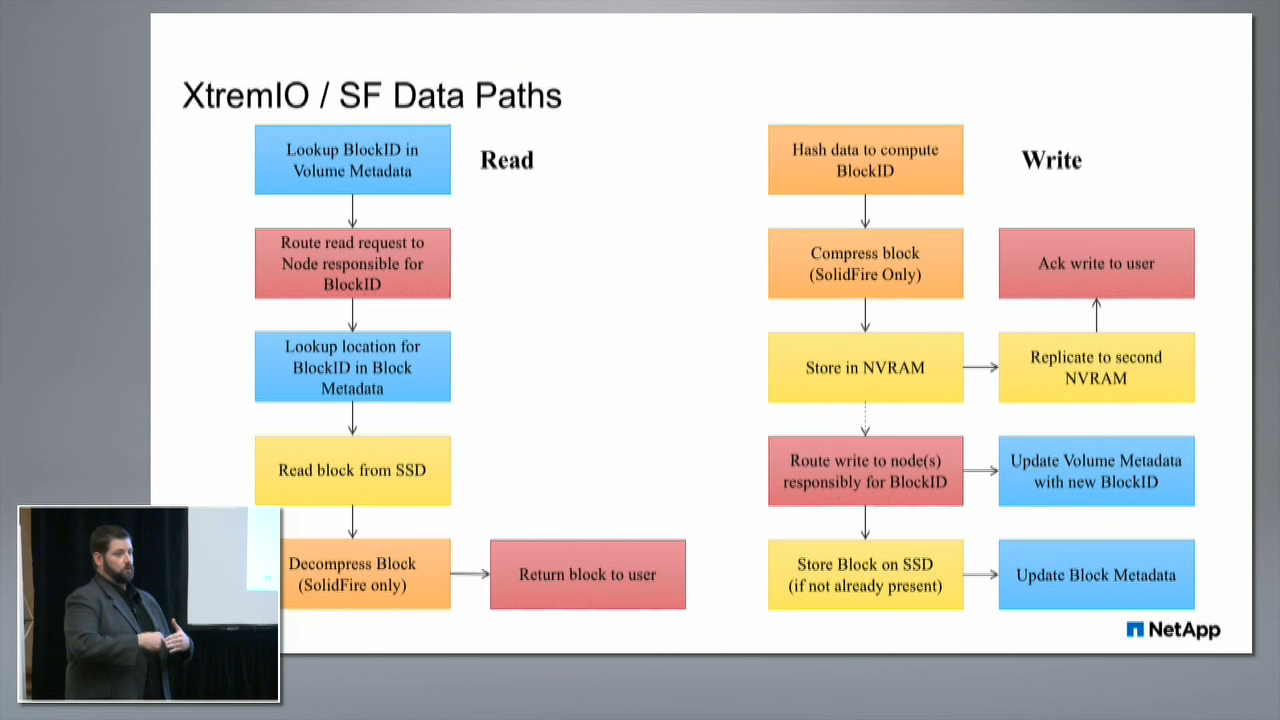 XtremIO / SF Data Paths
Read
Lookup BlockID in
Volume Metadata
Route read request to
Node responsible for
BlockID
Lookup location for
BlockID in Block
Metadata
Read block from SSD
Decompress Block
(SolidFire only)
Return block to user
Write
Hash data to compute
BlockID
Compress block
(SolidFire Only)
Store in NVRAM
Replicate to second
NVRAM
Ack write to user
Route write to node(s)
responsibly for BlockID
Update Volume Metadata
with new BlockID
Store Block on SSD
(if not already present)
Update Block Metadata
NetApp